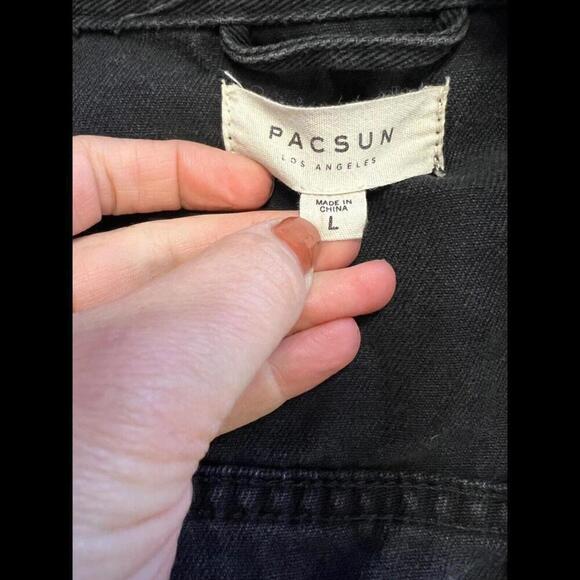 PACSUN
LOS ANGELES
MADE IN
CHINA
L